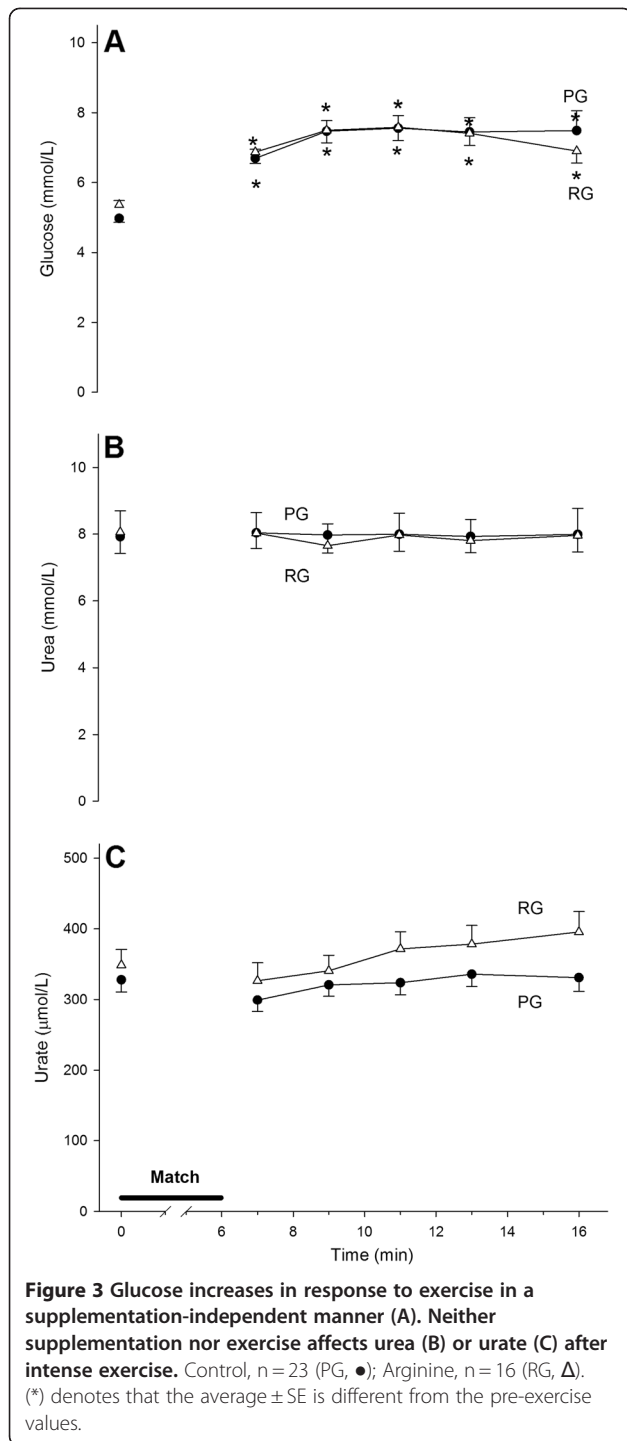 A
10
8
6
4
2
0
Glucose (mmol/L)
* * * * *
* * * * *
PG
RG
B
10
8
6
4
2
0
Urea (mmol/L)
PG
RG
C
500
400
300
200
100
0
Urate (µmol/L)
RG
PG
Match
0 6 8 10 12 14 16
Time (min)
Figure 3 Glucose increases in response to exercise in a
supplementation-independent manner (A). Neither
supplementation nor exercise affects urea (B) or urate (C) after
intense exercise. Control, n = 23 (PG, ●); Arginine, n = 16 (RG, Δ).
(*) denotes that the average ± SE is different from the pre-exercise
values.